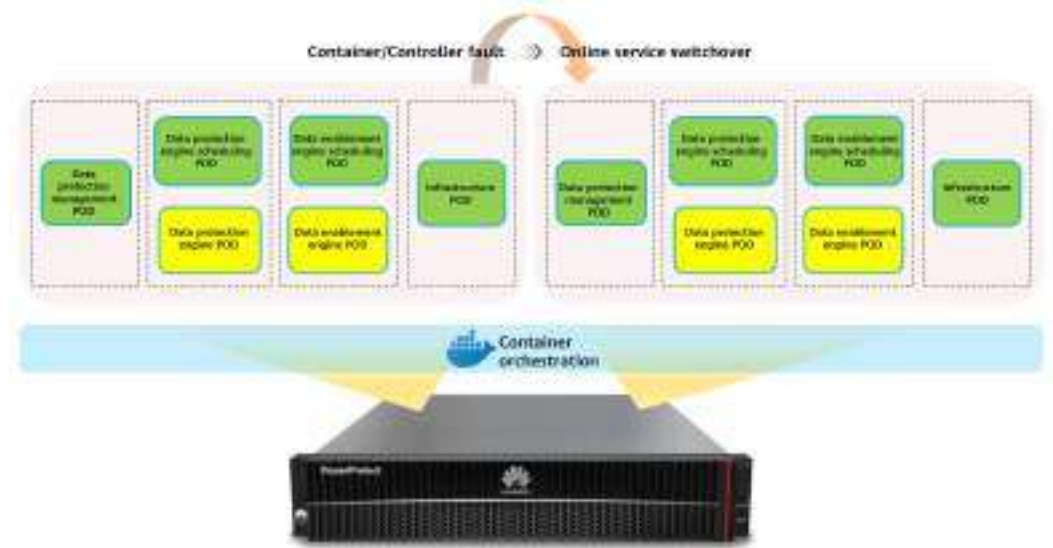 Container/Controller fault
Online service switchover
Data
protection
management
POD
Data protection
engine scheduling
POD
Data protection
engine POD
Data enablement
engine scheduling
POD
Data enablement
engine POD
Infrastructure
POD
Data protection
management
POD
Data protection
engine scheduling
POD
Data protection
engine POD
Data enablement
engine scheduling
POD
Data enablement
engine POD
Infrastructure
POD
Container
orchestration